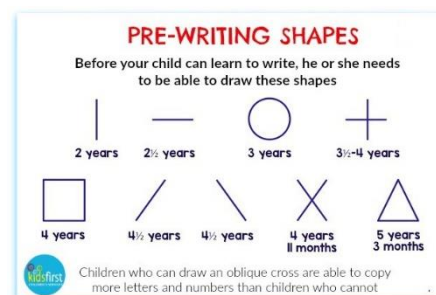 PRE-WRITING SHAPES
Before your child can learn to write, he or she needs
to be able to draw these shapes
2 years
2½ years
3 years
3½-4 years
4 years
4½ years
4½ years
4 years
11 months
5 years
3 months
kidsfirst
Children who can draw an oblique cross are able to copy
more letters and numbers than children who cannot